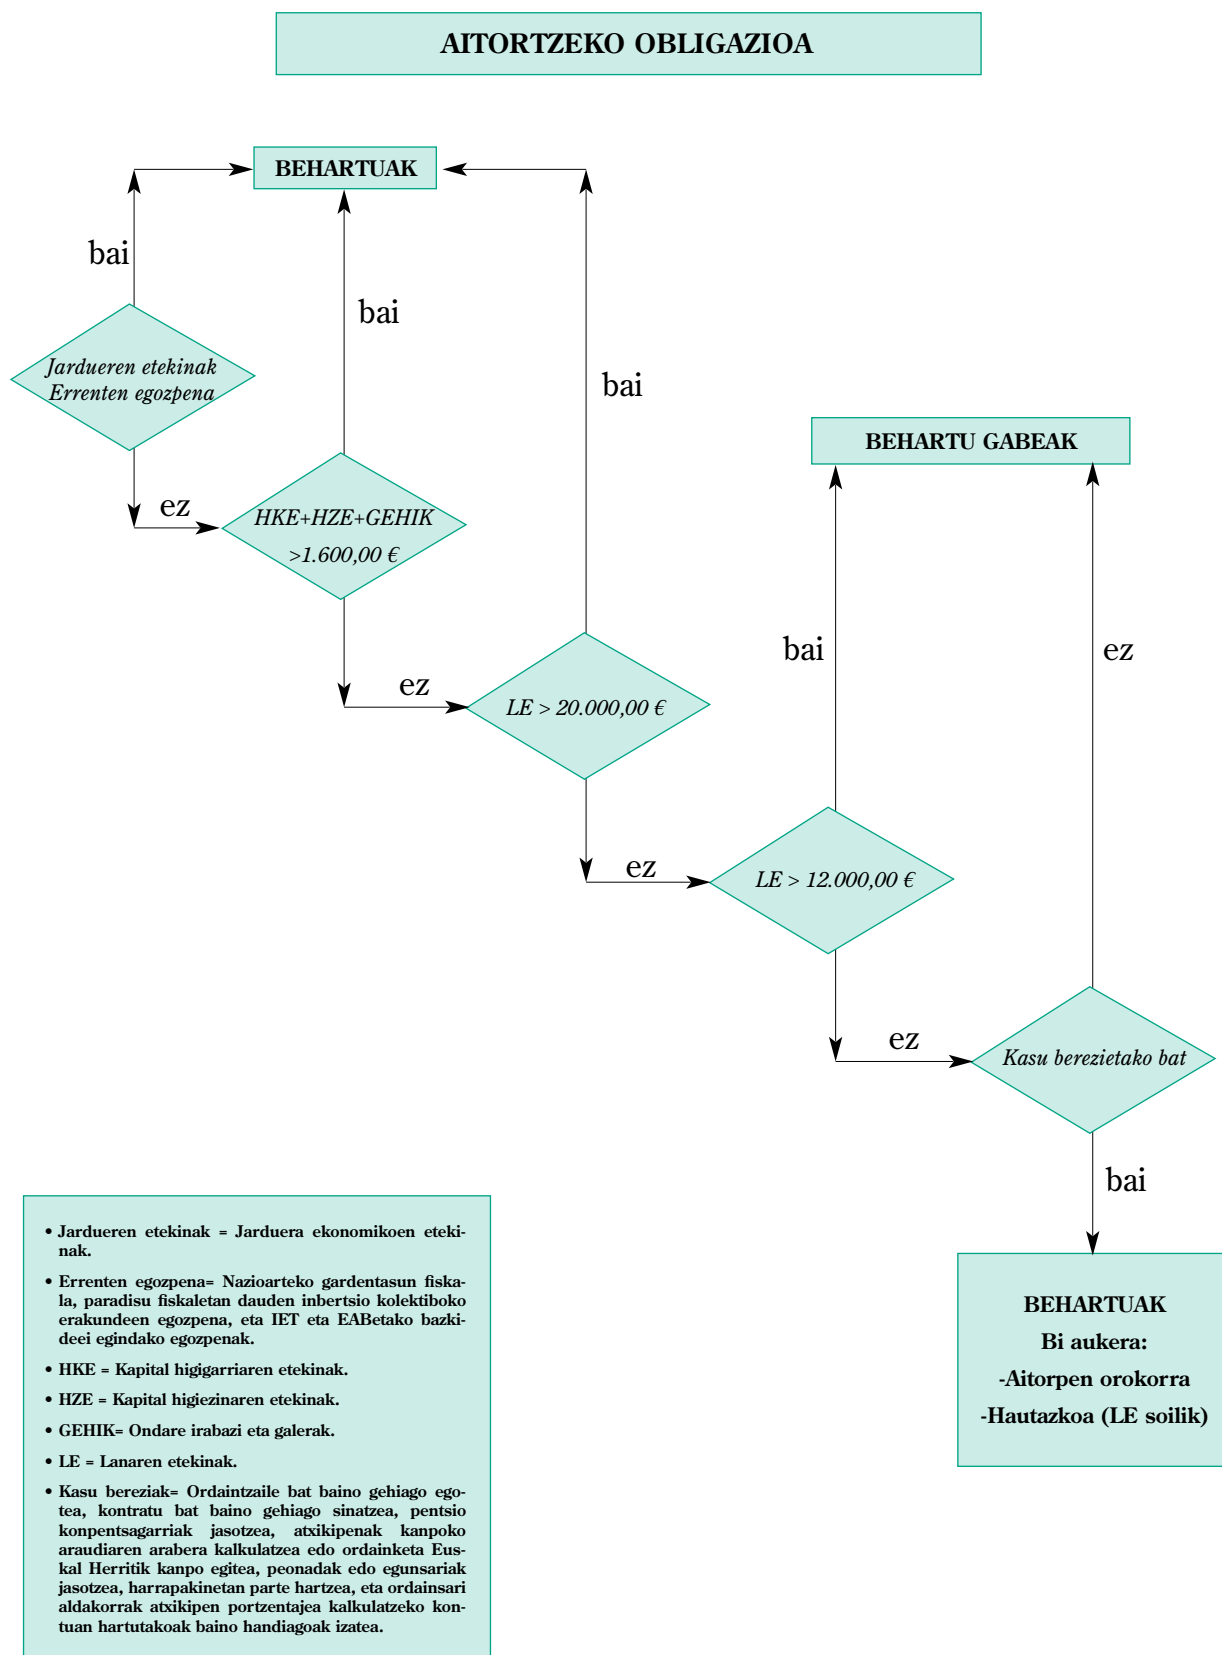 AITORTZEKO OBLIGAZIOA
BEHARTUAK
bai
bai
bai
Jardueren etekinak
Errenten egozpena
ez
HKE+HZE+GEHIK
>1.600,00 €
BEHARTU GABEAK
ez
LE > 20.000,00 €
bai
ez
ez
LE > 12.000,00 €
ez
Kasu berezietako bat
bai
BEHARTUAK
Bi aukera:
-Aitorpen orokorra
-Hautazkoa (LE soilik)
• Jardueren etekinak = Jarduera ekonomikoen eteki-
nak.
• Errenten egozpena= Nazioarteko gardentasun fiska-
la, paradisu fiskaletan dauden inbertsio kolektiboko
erakundeen egozpena, eta IET eta EABetako bazki-
deei egindako egozpenak.
• HKE = Kapital higigarriaren etekinak.
• HZE = Kapital higiezinaren etekinak.
• GEHIK= Ondare irabazi eta galerak.
• LE = Lanaren etekinak.
• Kasu bereziak= Ordaintzaile bat baino gehiago ego-
tea, kontratu bat baino gehiago sinatzea, pentsio
konpentsagarriak jasotzea, atxikipenak kanpoko
araudiaren arabera kalkulatzea edo ordainketa Eus-
kal Herritik kanpo egitea, peonadak edo egunsariak
jasotzea, harrapakinetan parte hartzea, eta ordainsari
aldakorrak atxikipen portzentajea kalkulatzeko kon-
tuan hartutakoak baino handiagoak izatea.